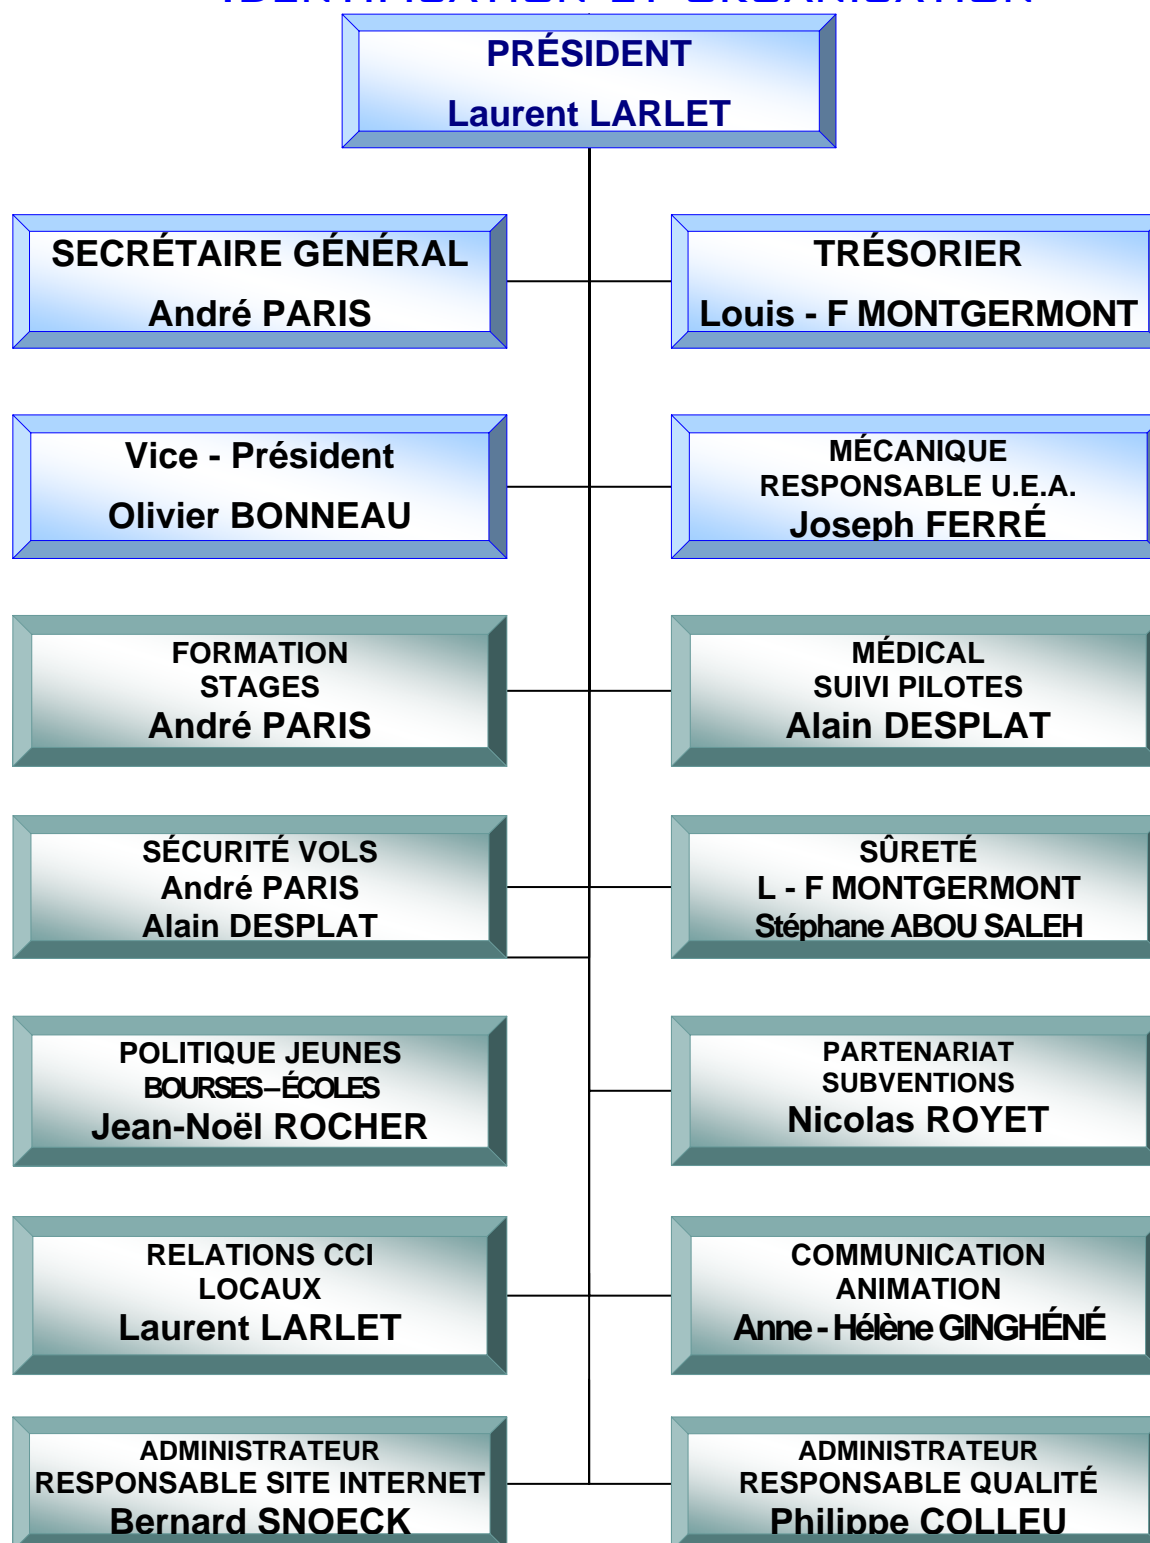 IDENTIFICATION ET ORGANISATION
PRÉSIDENT
Laurent LARLET
SECRÉTAIRE GÉNÉRAL
André PARIS
TRÉSORIER
Louis - F MONTGERMONT
Vice - Président
Olivier BONNEAU
MÉCANIQUE
RESPONSABLE U.E.A.
Joseph FERRÉ
FORMATION
STAGES
André PARIS
MÉDICAL
SUIVI PILOTES
Alain DESPLAT
SÉCURITÉ VOLS
André PARIS
Alain DESPLAT
SÛRETÉ
L - F MONTGERMONT
Stéphane ABOU SALEH
POLITIQUE JEUNES
BOURSES – ÉCOLES
Jean-Noël ROCHER
PARTENARIAT
SUBVENTIONS
Nicolas ROYET
RELATIONS CCI
LOCAUX
Laurent LARLET
COMMUNICATION
ANIMATION
Anne - Hélène GINGHÉNÉ
ADMINISTRATEUR
RESPONSABLE SITE INTERNET
Bernard SNOECK
ADMINISTRATEUR
RESPONSABLE QUALITÉ
Philippe COLLEU